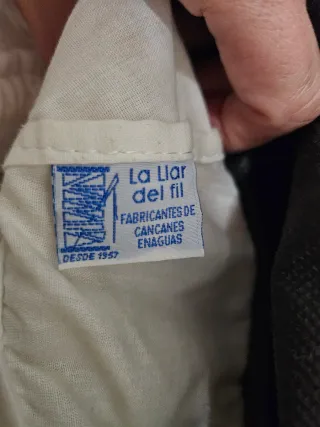 La Llar
del fil
FABRICANTES DE
CANCANES
ENAGUAS
DESDE 1957